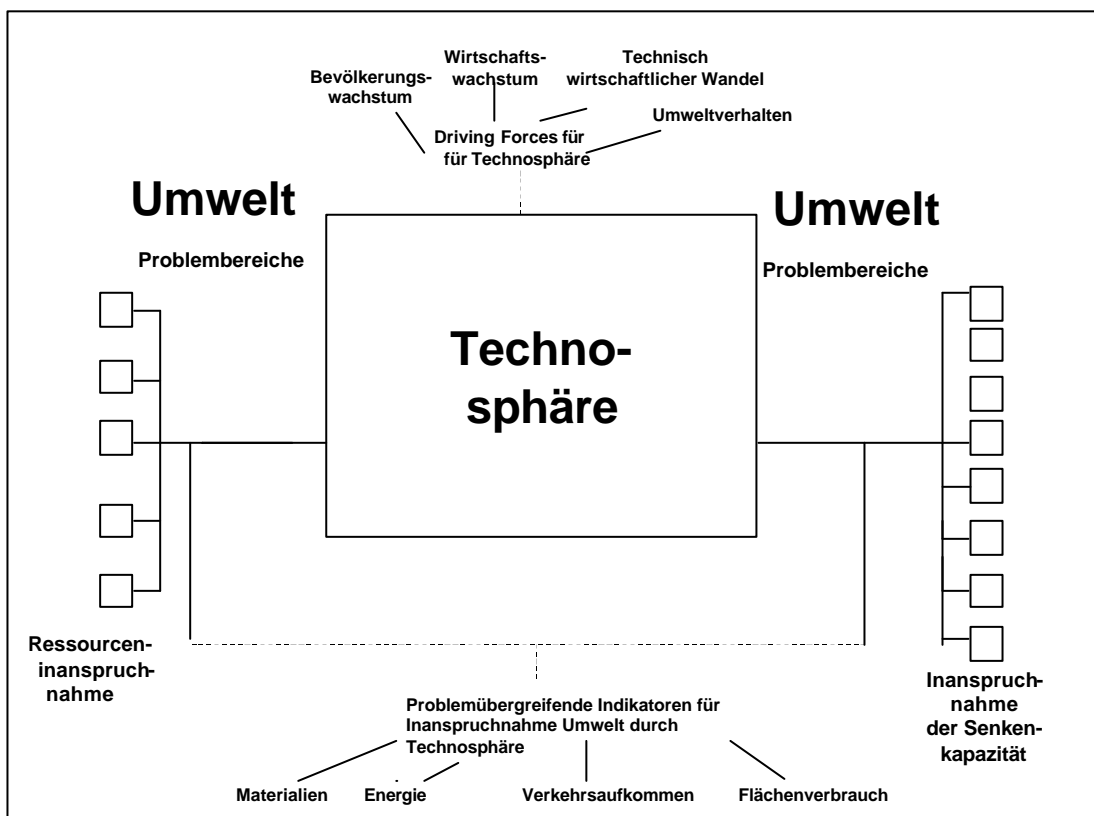 Wirtschafts-
wachstum
Technisch
wirtschaftlicher Wandel
Bevölkerungs-
wachstum
Umweltverhalten
Driving Forces für
für Technosphäre
Umwelt
Umwelt
Problembereiche
Problembereiche
Techno-
sphäre
Ressourcen-
inanspruch-
nahme
Inanspruch-
nahme
der Senken-
kapazität
Problemübergreifende Indikatoren für
Inanspruchnahme Umwelt durch
Technosphäre
Materialien
Energie
Verkehrsaufkommen
Flächenverbrauch